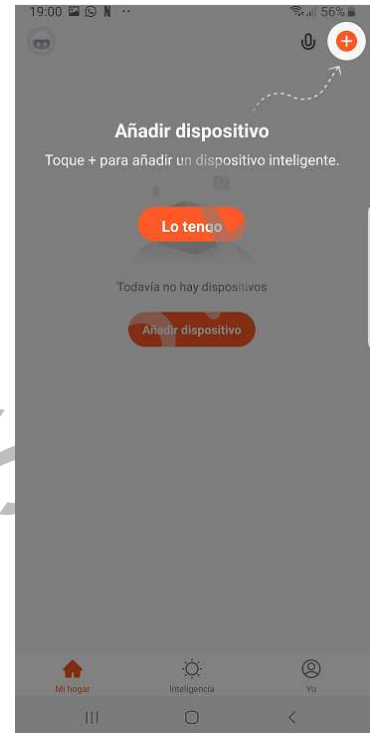 19:00
56%
Añadir dispositivo
Toque + para añadir un dispositivo inteligente.
Lo tengo
Todavía no hay dispositivos
Añadir dispositivo
Mi hogar
Inteligencia
Yo